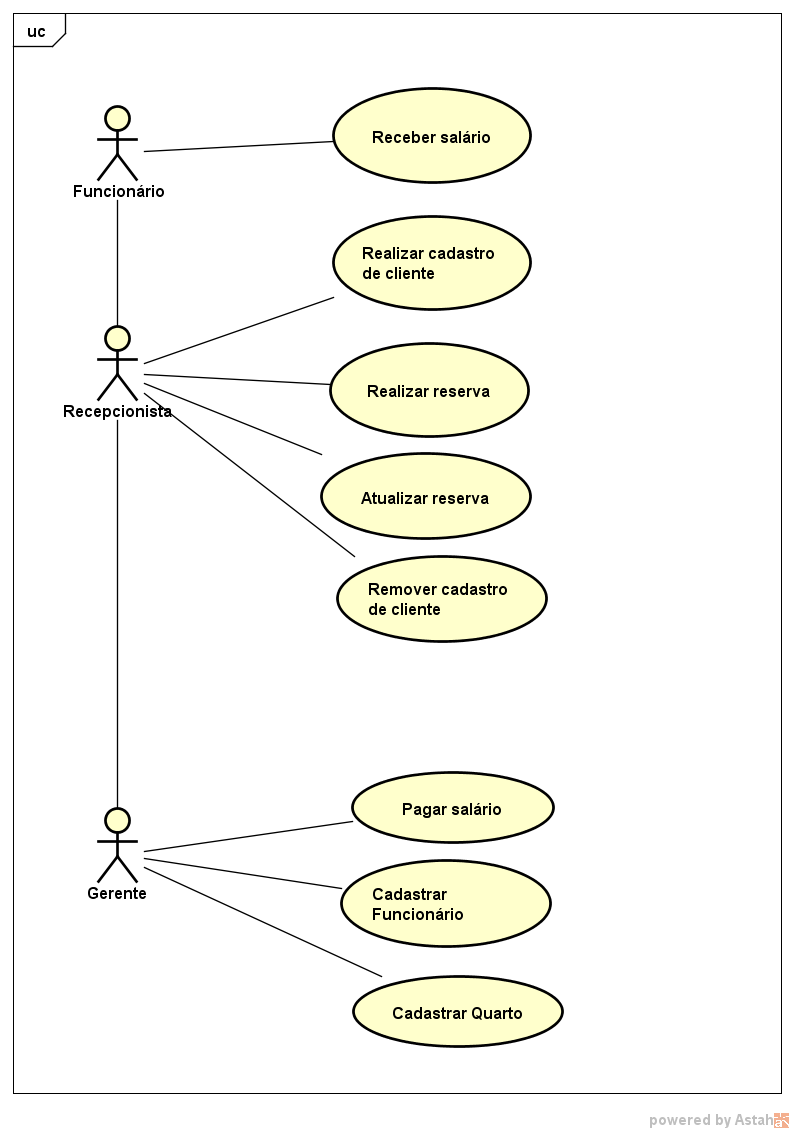 uc
Receber salário
Funcionário
Realizar cadastro
de cliente
Realizar reserva
Recepcionista
Atualizar reserva
Remover cadastro
de cliente
Pagar salário
Gerente
Cadastrar
Funcionário
Cadastrar Quarto
powered by Astah